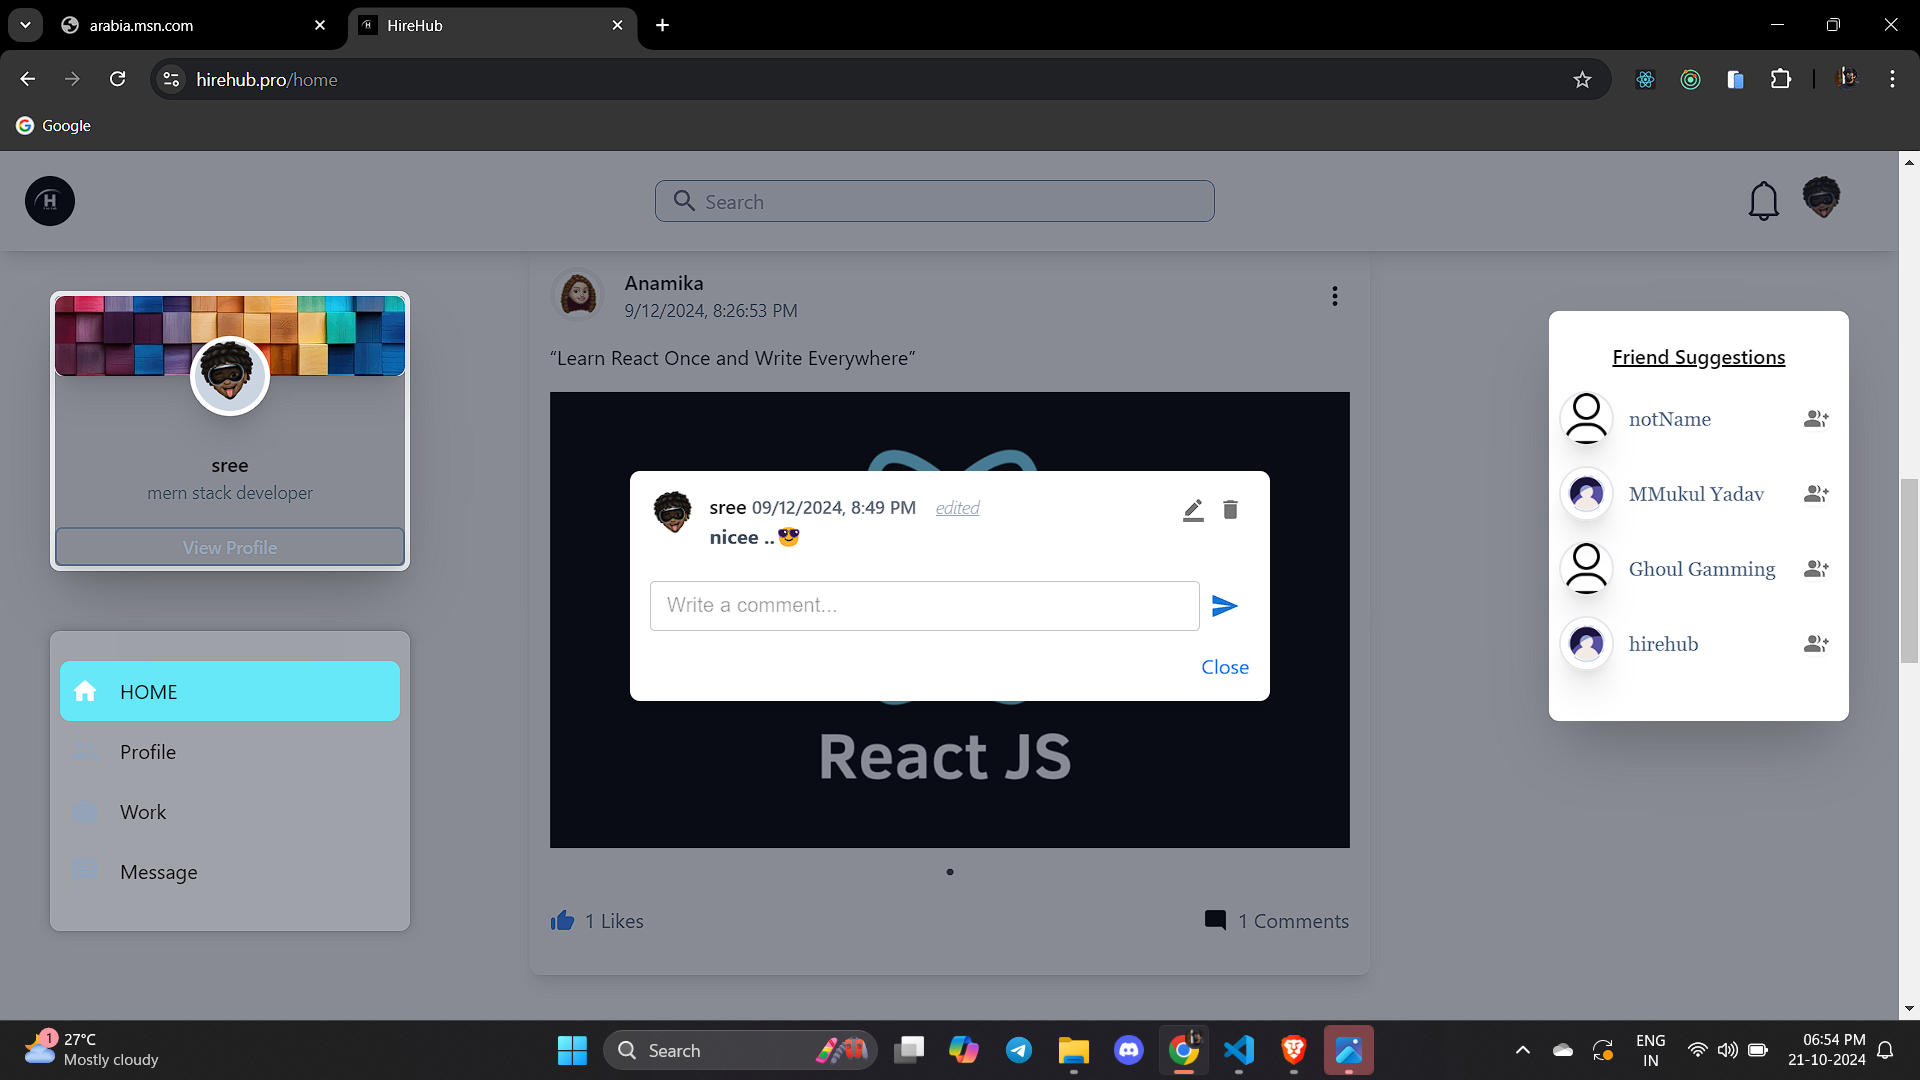 arabia.msn.com
HireHub
hirehub.pro/home
Google
H
Search
Anamika
9/12/2024, 8:26:53 PM
“Learn React Once and Write Everywhere”
sree
mern stack developer
View Profile
HOME
Profile
Work
Message
sree 09/12/2024, 8:49 PM edited
nicee ..😎
Write a comment...
Close
React JS
1 Likes
1 Comments
Friend Suggestions
notName
MMukul Yadav
Ghoul Gamming
hirehub
1
27°C
Mostly cloudy
Search
ENG
IN
06:54 PM
21-10-2024